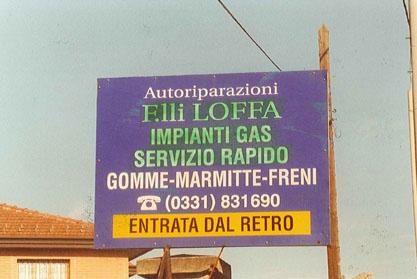 Autoriparazioni
F.lli LOFFA
IMPIANTI GAS
SERVIZIO RAPIDO
GOMME-MARMITTE-FRENI
☎ (0331) 831690
ENTRATA DAL RETRO